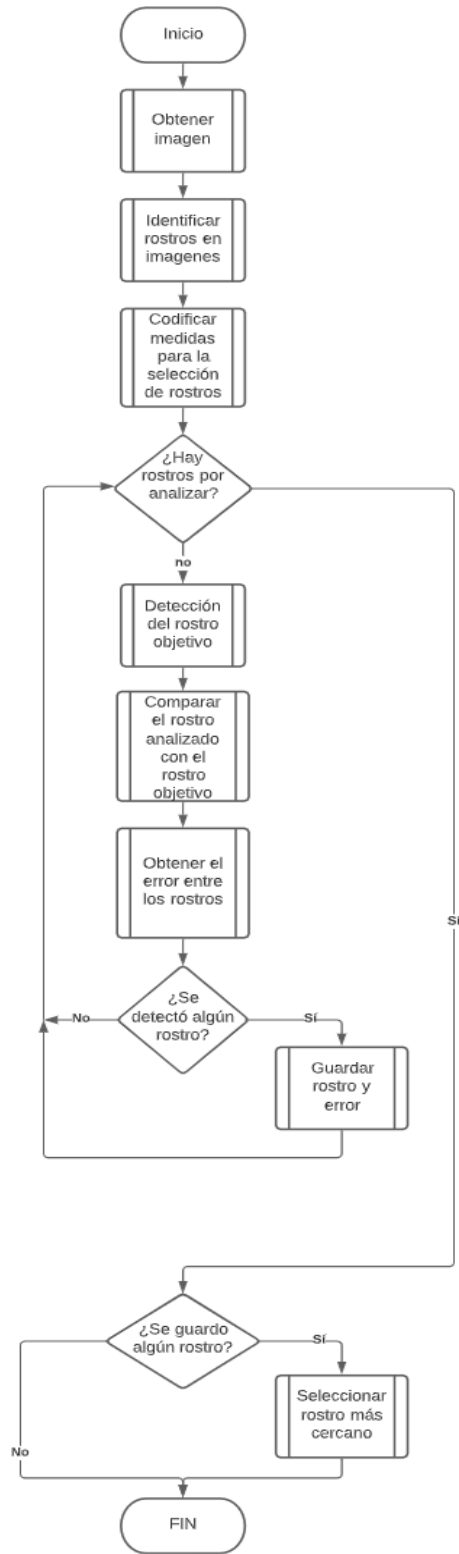 Inicio
Obtener
imagen
Identificar
rostros en
imagenes
Codificar
medidas
para la
selección
de rostros
¿Hay
rostros por
analizar?
no
Detección
del rostro
objetivo
Comparar
el rostro
analizado
con el
rostro
objetivo
Obtener el
error entre
los rostros
Sí
¿Se
detectó algún
rostro?
No
Sí
Guardar
rostro y
error
¿Se guardo
algún rostro?
Sí
Seleccionar
rostro más
cercano
No
FIN